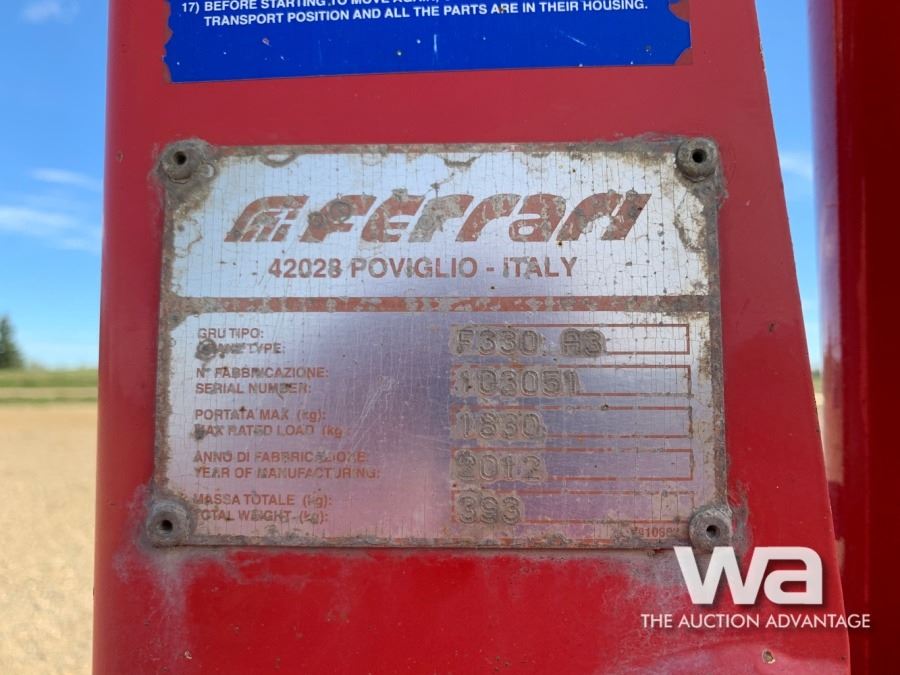 17) BEFORE STARTING TO MOVE AGAIN,
TRANSPORT POSITION AND ALL THE PARTS ARE IN THEIR HOUSING.
Ferrari
42028 POVIGLIO - ITALY
GRU TIPO:
CRANE TYPE: F330 A3
N° FABBRICAZIONE:
SERIAL NUMBER: 103051
PORTATA MAX (kg):
MAX RATED LOAD (kg 1830
ANNO DI FABBRICAZIONE:
YEAR OF MANUFACTURING: 2012
MASSA TOTALE (kg):
TOTAL WEIGHT (kg): 393
wa
THE AUCTION ADVANTAGE